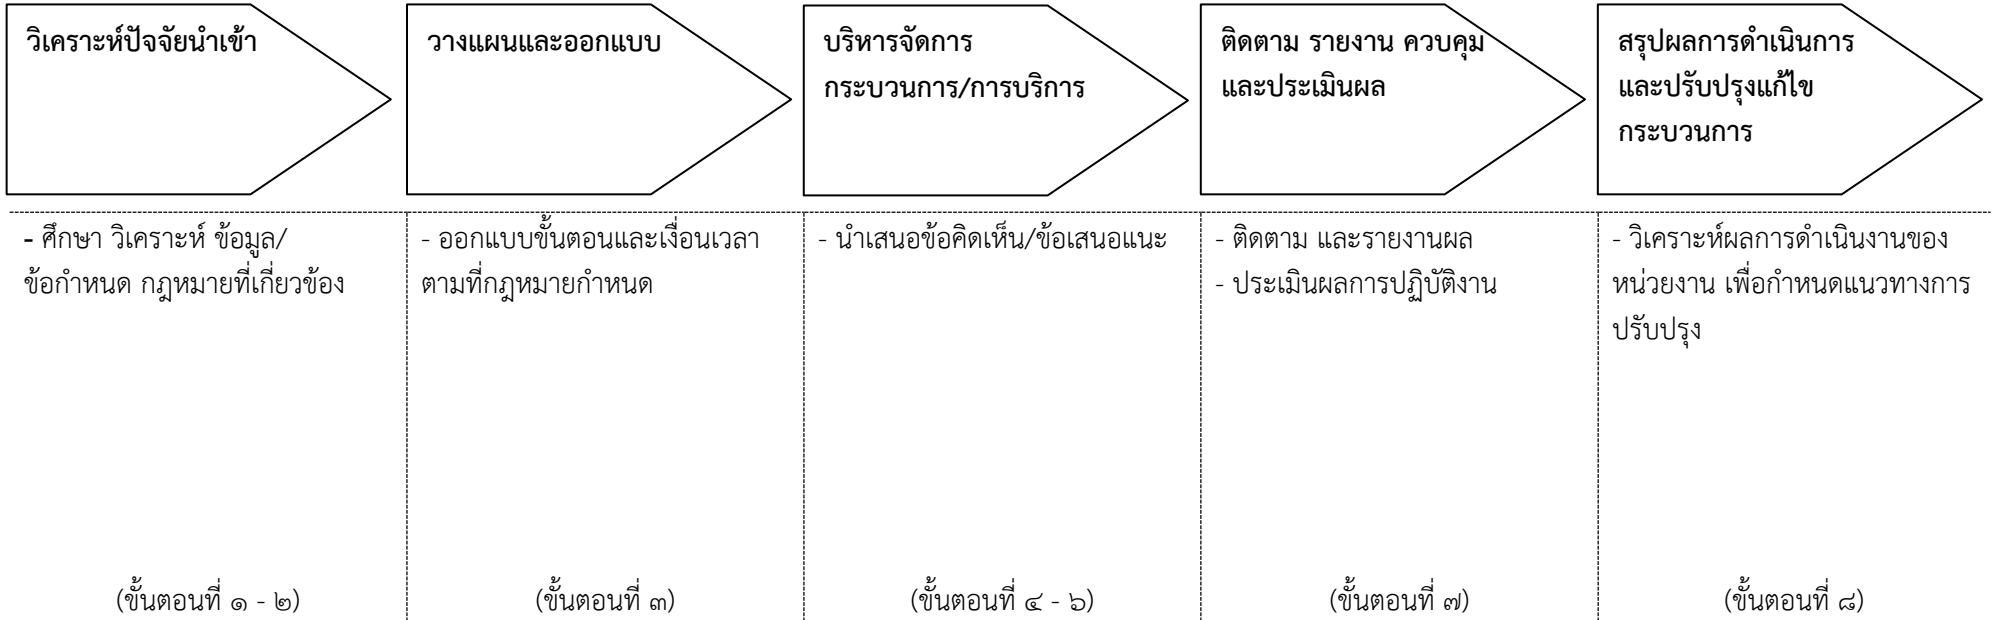 วิเคราะห์ปัจจัยนำเข้า
วางแผนและออกแบบ
บริหารจัดการ
กระบวนการ/การบริการ
ติดตาม รายงาน ควบคุม
และประเมินผล
สรุปผลการดำเนินการ
และปรับปรุงแก้ไข
กระบวนการ
- ศึกษา วิเคราะห์ ข้อมูล/
ข้อกำหนด กฎหมายที่เกี่ยวข้อง
(ขั้นตอนที่ ๑ - ๒)
- ออกแบบขั้นตอนและเงื่อนเวลา
ตามที่กฎหมายกำหนด
(ขั้นตอนที่ ๓)
- นำเสนอข้อคิดเห็น/ข้อเสนอแนะ
(ขั้นตอนที่ ๔ - ๖)
- ติดตาม และรายงานผล
- ประเมินผลการปฏิบัติงาน
(ขั้นตอนที่ ๗)
- วิเคราะห์ผลการดำเนินงานของ
หน่วยงาน เพื่อกำหนดแนวทางการ
ปรับปรุง
(ขั้นตอนที่ ๘)